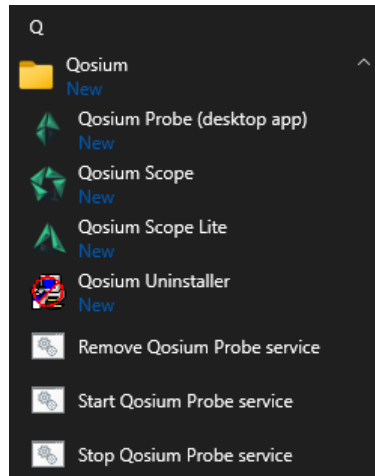 Q
Qosium
New
Qosium Probe (desktop app)
New
Qosium Scope
New
Qosium Scope Lite
New
Qosium Uninstaller
New
Remove Qosium Probe service
Start Qosium Probe service
Stop Qosium Probe service